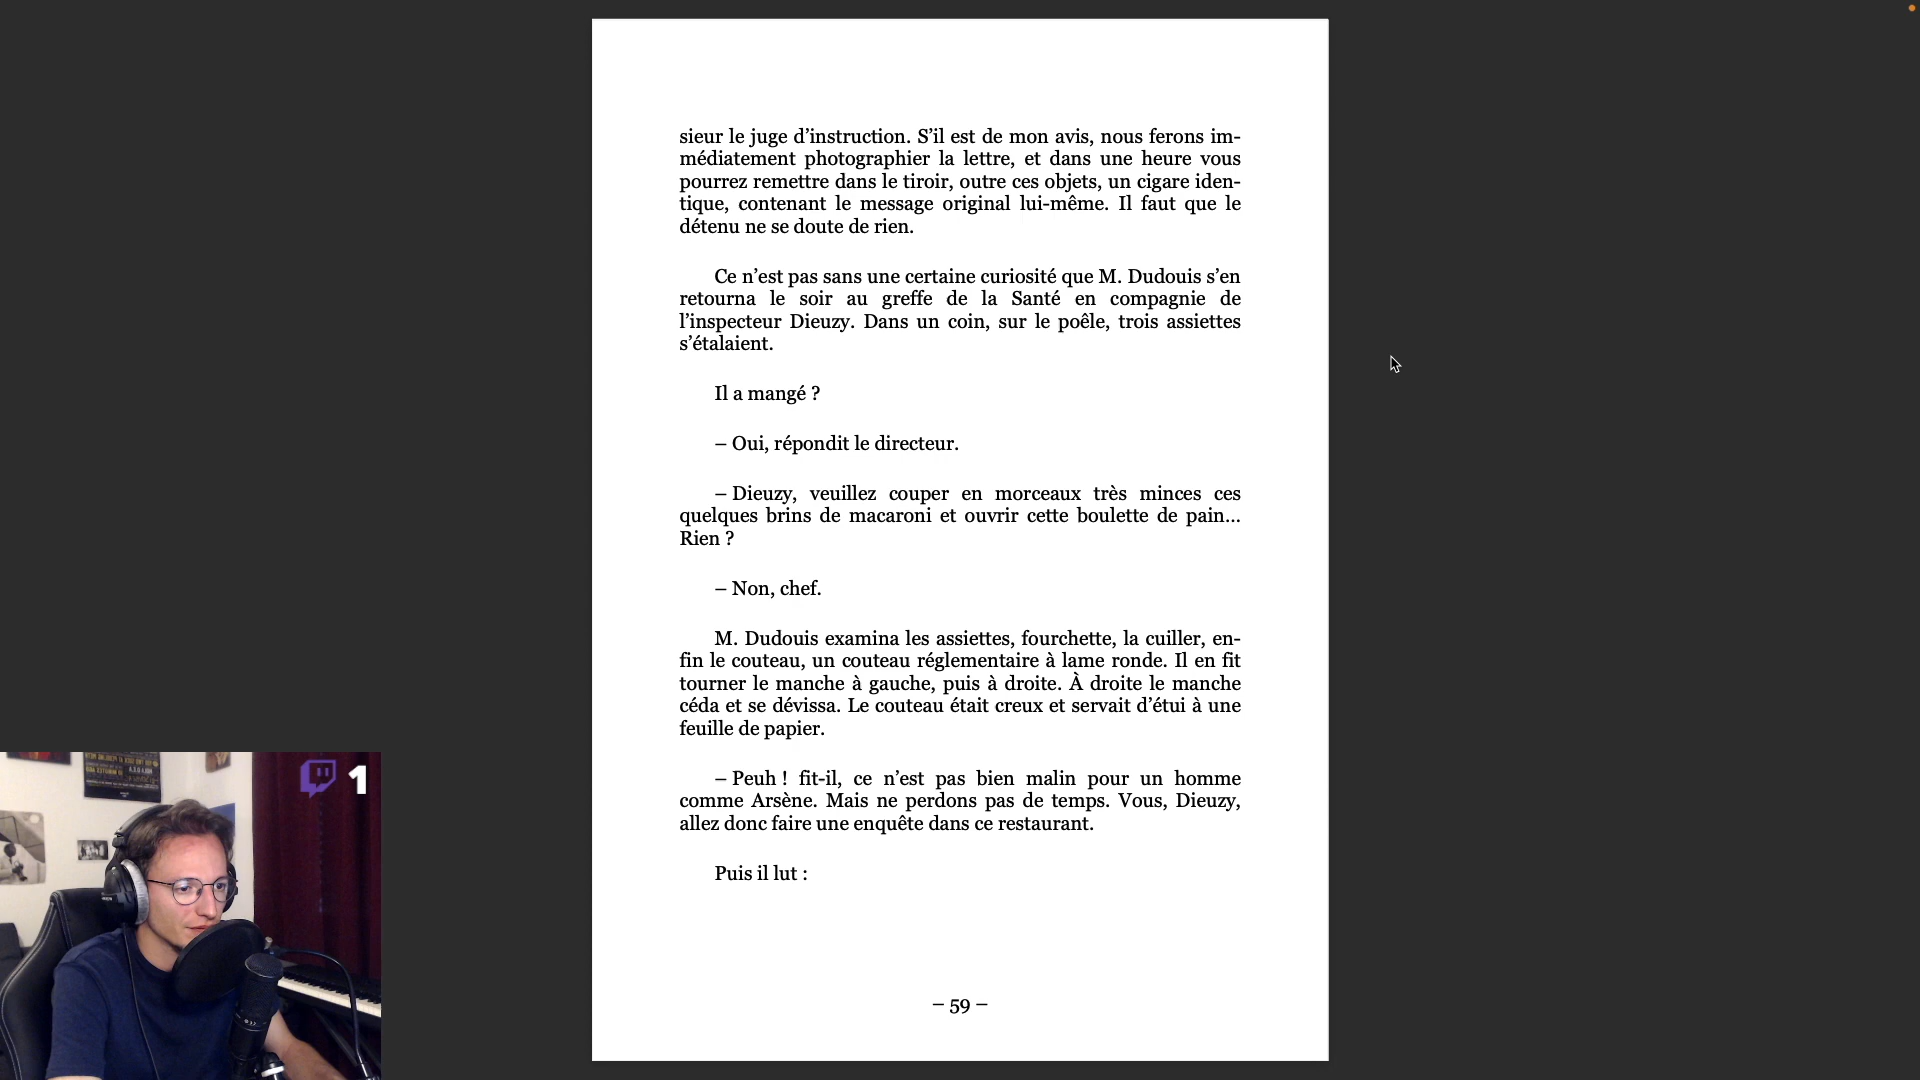 sieur le juge d’instruction. S’il est de mon avis, nous ferons im-
médiatement photographier la lettre, et dans une heure vous
pourrez remettre dans le tiroir, outre ces objets, un cigare iden-
tique, contenant le message original lui-même. Il faut que le
détenu ne se doute de rien.
Ce n’est pas sans une certaine curiosité que M. Dudouis s’en
retourna le soir au greffe de la Santé en compagnie de
l’inspecteur Dieuzy. Dans un coin, sur le poêle, trois assiettes
s’étalaient.
Il a mangé ?
– Oui, répondit le directeur.
– Dieuzy, veuillez couper en morceaux très minces ces
quelques brins de macaroni et ouvrir cette boulette de pain…
Rien ?
– Non, chef.
M. Dudouis examina les assiettes, fourchette, la cuiller, en-
fin le couteau, un couteau réglementaire à lame ronde. Il en fit
tourner le manche à gauche, puis à droite. À droite le manche
céda et se dévissa. Le couteau était creux et servait d’étui à une
feuille de papier.
– Peuh ! fit-il, ce n’est pas bien malin pour un homme
comme Arsène. Mais ne perdons pas de temps. Vous, Dieuzy,
allez donc faire une enquête dans ce restaurant.
Puis il lut :
– 59 –
1